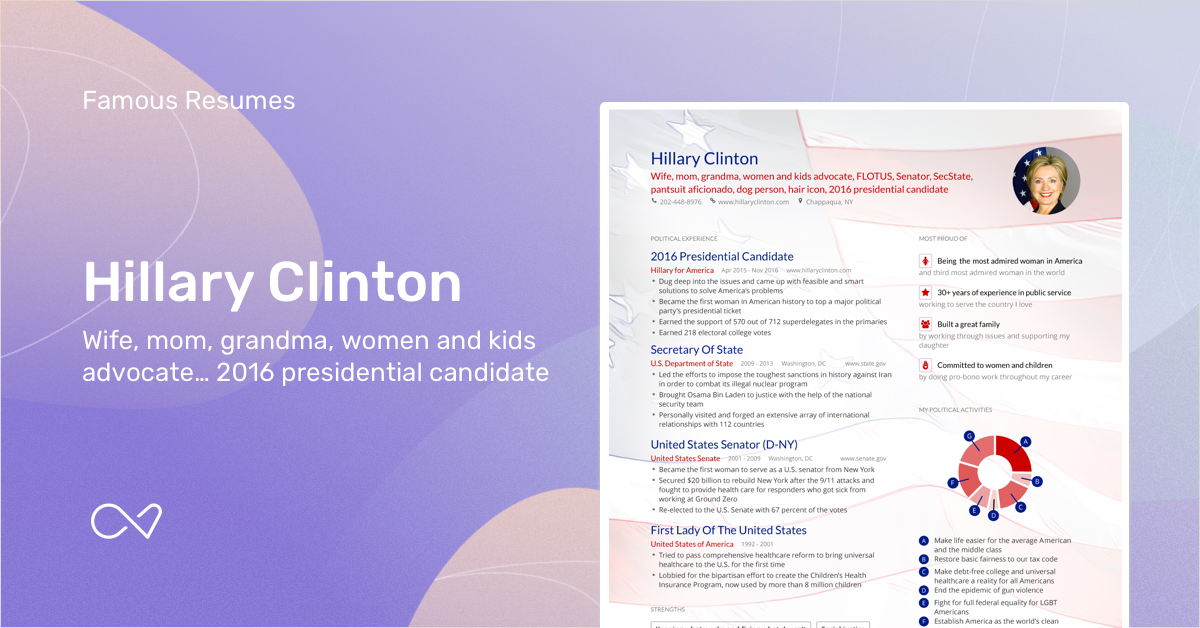 Famous Resumes
Hillary Clinton
Wife, mom, grandma, women and kids
advocate... 2016 presidential candidate
Hillary Clinton
Wife, mom, grandma, women and kids advocate, FLOTUS, Senator, SecState,
pantsuit aficionado, dog person, hair icon, 2016 presidential candidate
202-448-8976 www.hillaryclinton.com Chappaqua, NY
POLITICAL EXPERIENCE
2016 Presidential Candidate
Hillary for America Apr 2015 - Nov 2016 www.hillaryclinton.com
• Dug deep into the issues and came up with feasible and smart
solutions to solve America's problems
• Became the first woman in American history to top a major political
party's presidential ticket
• Earned the support of 570 out of 712 superdelegates in the primaries
• Earned 218 electoral college votes
Secretary Of State
U.S. Department of State 2009 - 2013 Washington, DC www.state.gov
• Led the efforts to impose the toughest sanctions in history against Iran
in order to combat its illegal nuclear program
• Brought Osama Bin Laden to justice with the help of the national
security team
• Personally visited and forged an extensive array of international
relationships with 112 countries
United States Senator (D-NY)
United States Senate 2001 - 2009 Washington, DC www.senate.gov
• Became the first woman to serve as a U.S. senator from New York
• Secured $20 billion to rebuild New York after the 9/11 attacks and
fought to provide health care for responders who got sick from
working at Ground Zero
• Re-elected to the U.S. Senate with 67 percent of the votes
First Lady Of The United States
United States of America 1992 - 2001
• Tried to pass comprehensive healthcare reform to bring universal
healthcare to the U.S. for the first time
• Lobbied for the bipartisan effort to create the Children's Health
Insurance Program, now used by more than 8 million children
STRENGTHS
MOST PROUD OF
Being the most admired woman in America
and third most admired woman in the world
30+ years of experience in public service
working to serve the country I love
Built a great family
by working through issues and supporting my
daughter
Committed to women and children
by doing pro-bono work throughout my career
MY POLITICAL ACTIVITIES
G
A
F
B
E
D
C
A Make life easier for the average American
and the middle class
B Restore basic fairness to our tax code
C Make debt-free college and universal
healthcare a reality for all Americans
D End the epidemic of gun violence
E Fight for full federal equality for LGBT
Americans
F Establish America as the world's clean